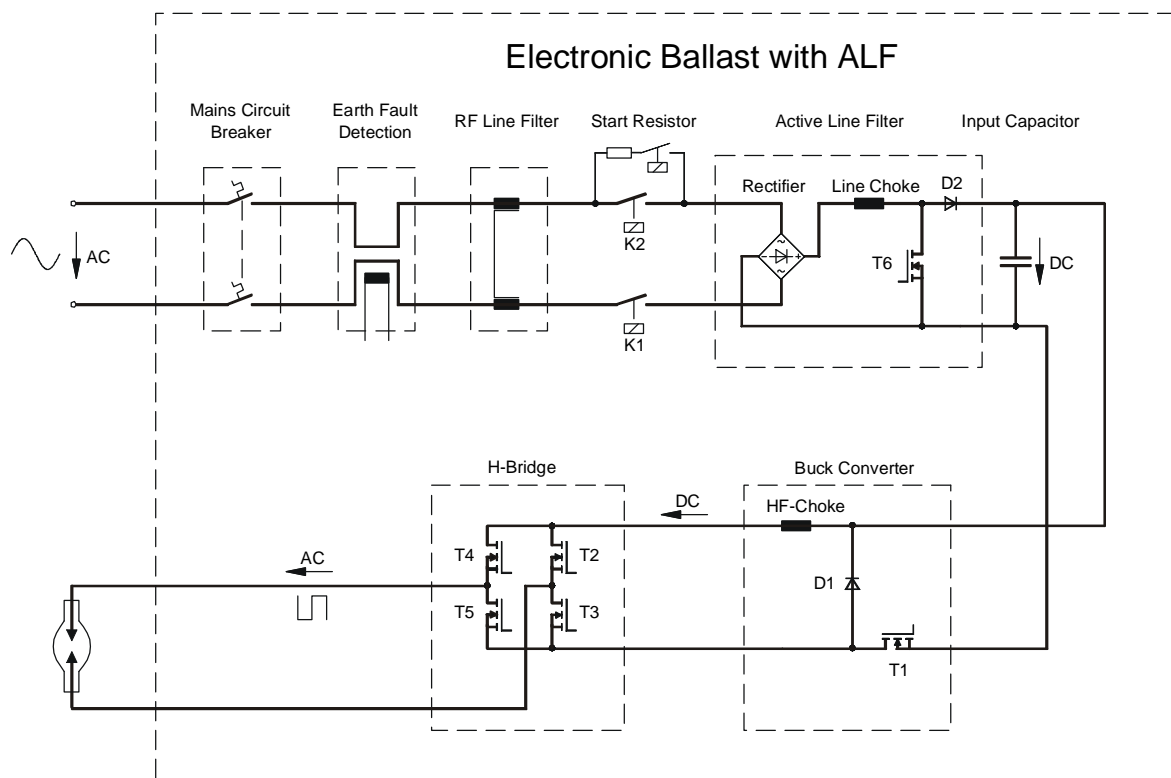 Electronic Ballast with ALF
Mains Circuit
Breaker
Earth Fault
Detection
RF Line Filter
Start Resistor
Active Line Filter
Input Capacitor
Rectifier
Line Choke
D2
K2
AC
T6
DC
~
-
+
~
K1
H-Bridge
Buck Converter
DC
HF-Choke
AC
T4
T2
D1
T5
T3
T1